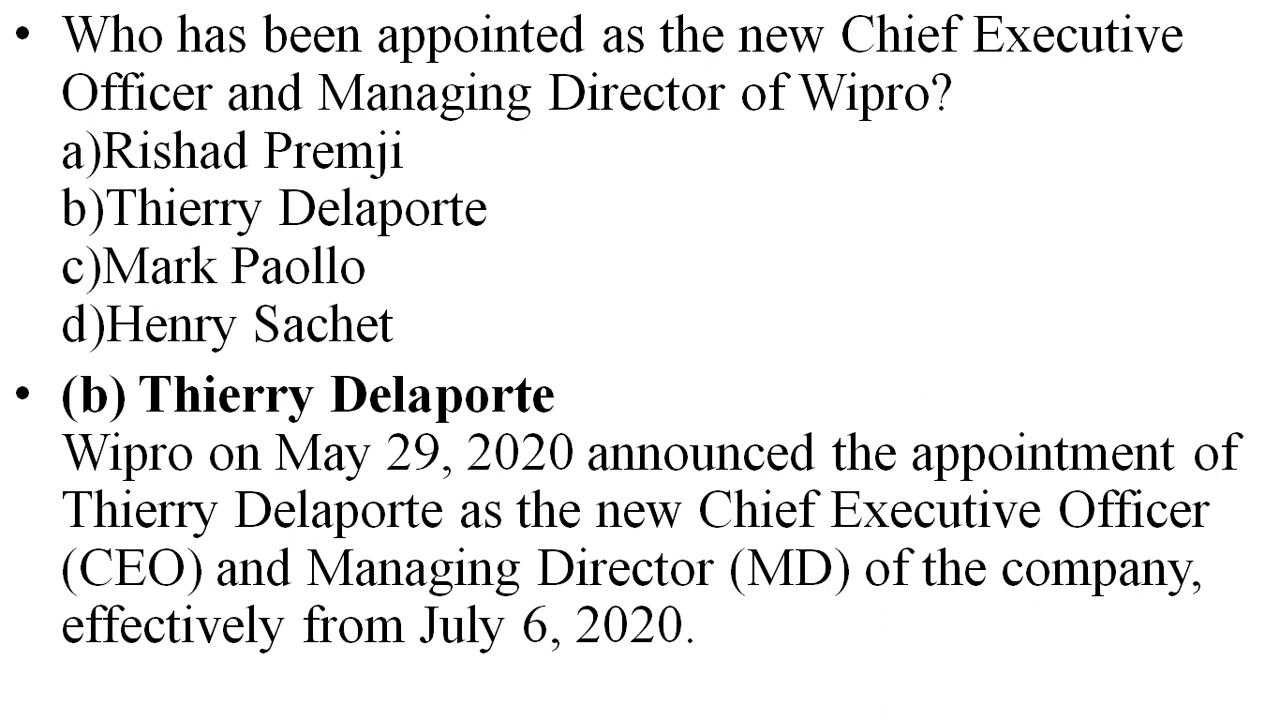 • Who has been appointed as the new Chief Executive
Officer and Managing Director of Wipro?
a)Rishad Premji
b)Thierry Delaporte
c)Mark Paollo
d)Henry Sachet
• (b) Thierry Delaporte
Wipro on May 29, 2020 announced the appointment of
Thierry Delaporte as the new Chief Executive Officer
(CEO) and Managing Director (MD) of the company,
effectively from July 6, 2020.